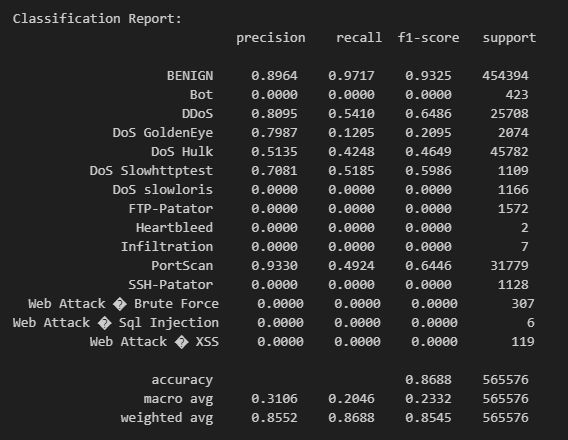 Classification Report:
precision recall f1-score support
BENIGN 0.8964 0.9717 0.9325 454394
Bot 0.0000 0.0000 0.0000 423
DDoS 0.8095 0.5410 0.6486 25708
DoS GoldenEye 0.7987 0.1205 0.2095 2074
DoS Hulk 0.5135 0.4248 0.4649 45782
DoS Slowhttptest 0.7081 0.5185 0.5986 1109
DoS slowloris 0.0000 0.0000 0.0000 1166
FTP-Patator 0.0000 0.0000 0.0000 1572
Heartbleed 0.0000 0.0000 0.0000 2
Infiltration 0.0000 0.0000 0.0000 7
PortScan 0.9330 0.4924 0.6446 31779
SSH-Patator 0.0000 0.0000 0.0000 1128
Web Attack � Brute Force 0.0000 0.0000 0.0000 307
Web Attack � Sql Injection 0.0000 0.0000 0.0000 6
Web Attack � XSS 0.0000 0.0000 0.0000 119
accuracy 0.8688 565576
macro avg 0.3106 0.2046 0.2332 565576
weighted avg 0.8552 0.8688 0.8545 565576